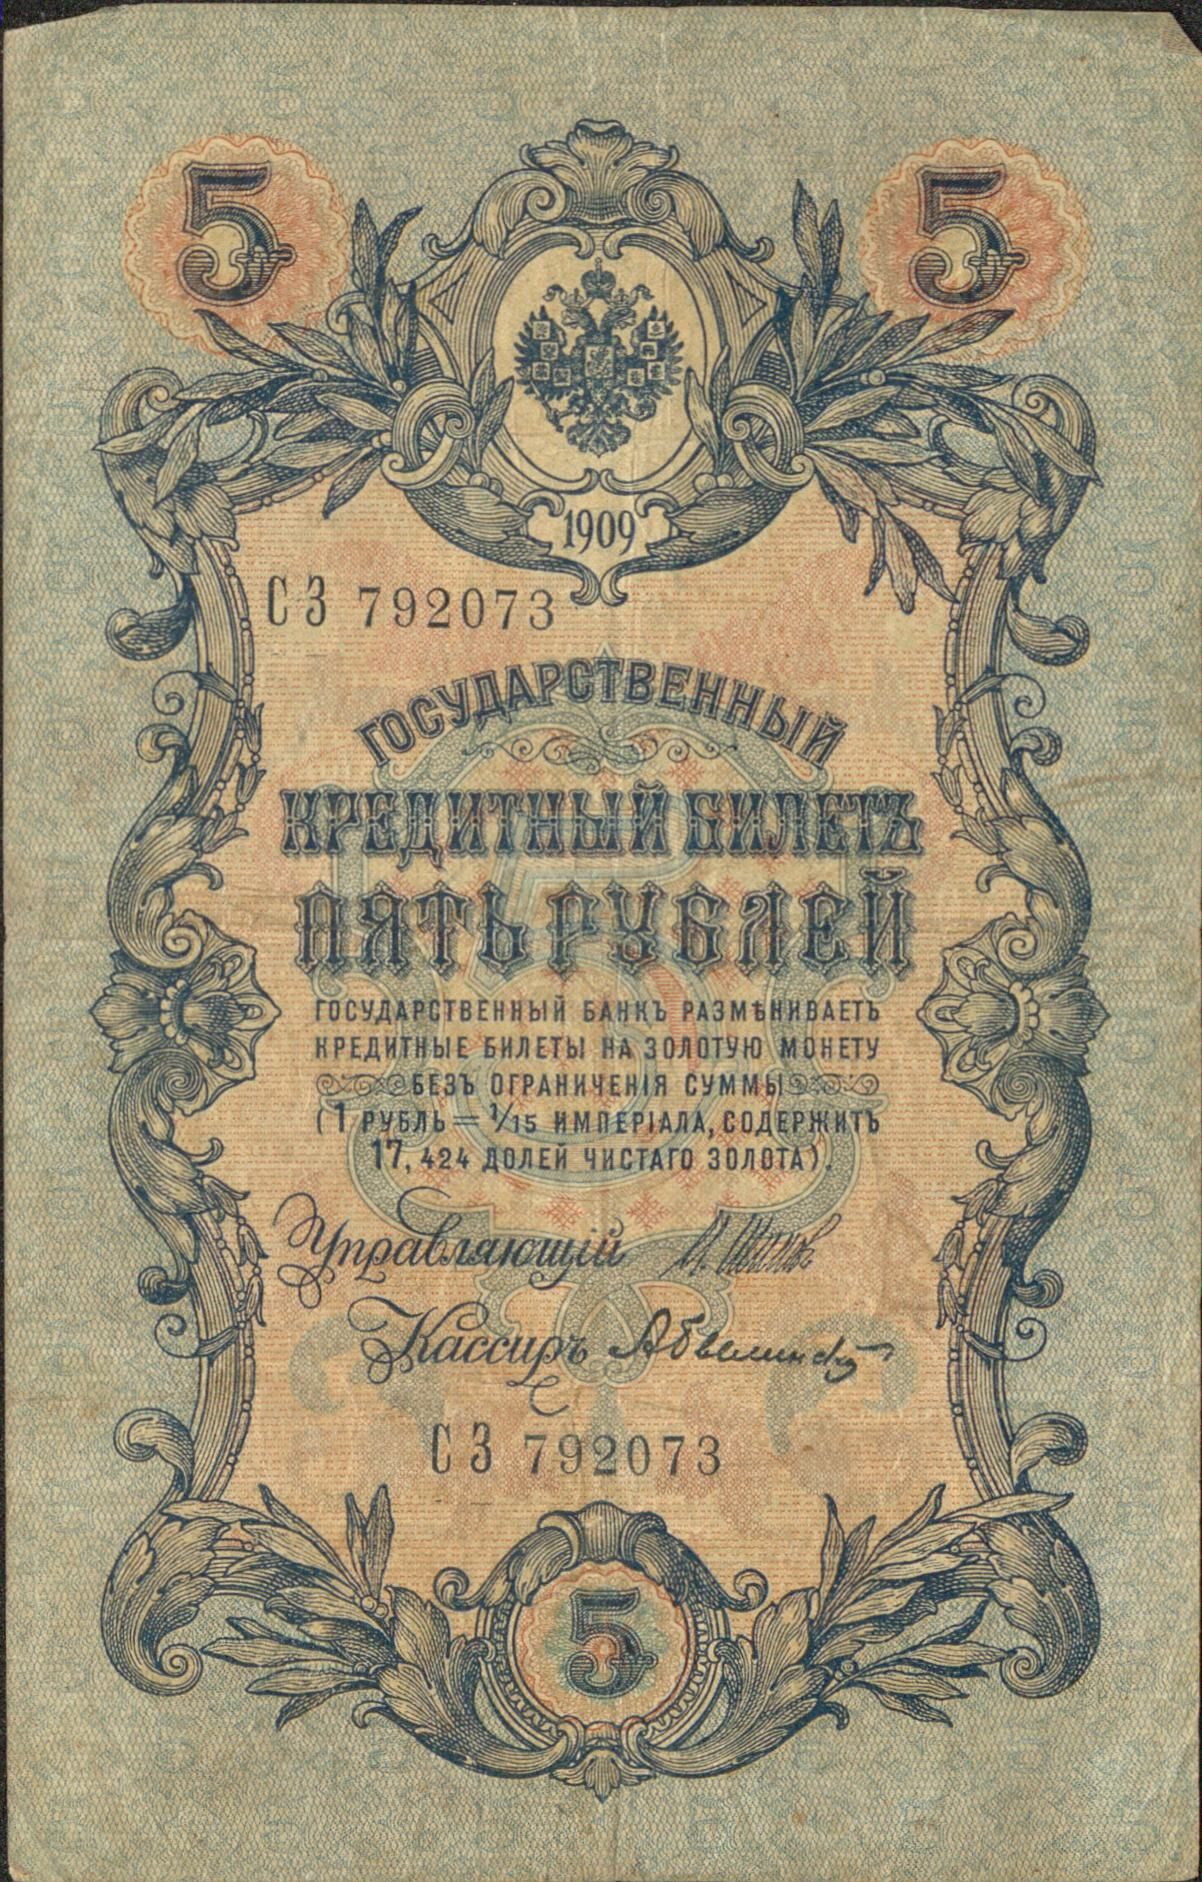 5 5
1909
СЗ 792073
ГОСУДАРСТВЕННЫЙ
КРЕДИТНЫЙ БИЛЕТЪ
ПЯТЬ РУБЛЕЙ
ГОСУДАРСТВЕННЫЙ БАНКЪ РАЗМѢНИВАЕТЪ
КРЕДИТНЫЕ БИЛЕТЫ НА ЗОЛОТУЮ МОНЕТУ
БЕЗЪ ОГРАНИЧЕНІЯ СУММЫ
(1 РУБЛЬ = 1/15 ИМПЕРІАЛА, СОДЕРЖИТЪ
17,424 ДОЛЕЙ ЧИСТАГО ЗОЛОТА).
Управляющій И. Шипов
Кассиръ
СЗ 792073
5